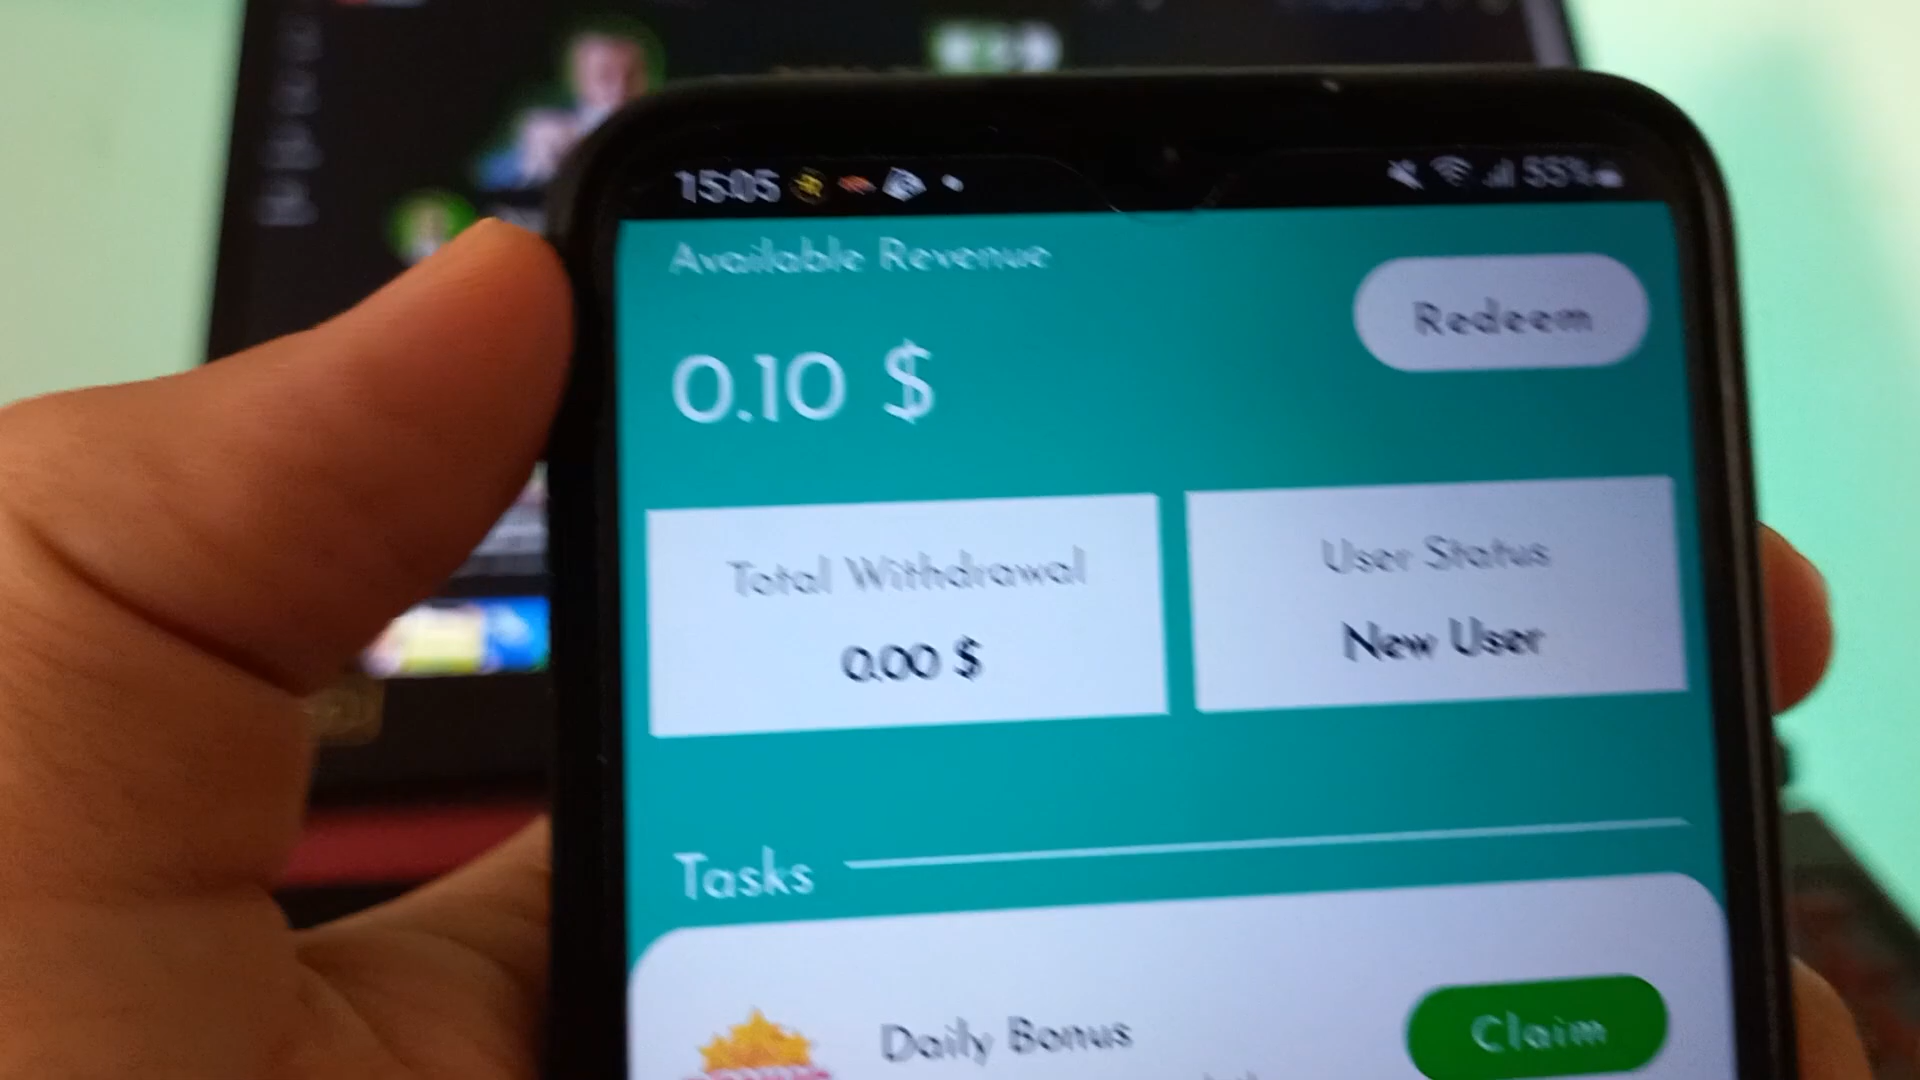 15:05 55%
Available Revenue
Redeem
0.10 $
Total Withdrawal
User Status
0.00 $
New User
Tasks
Daily Bonus
Claim